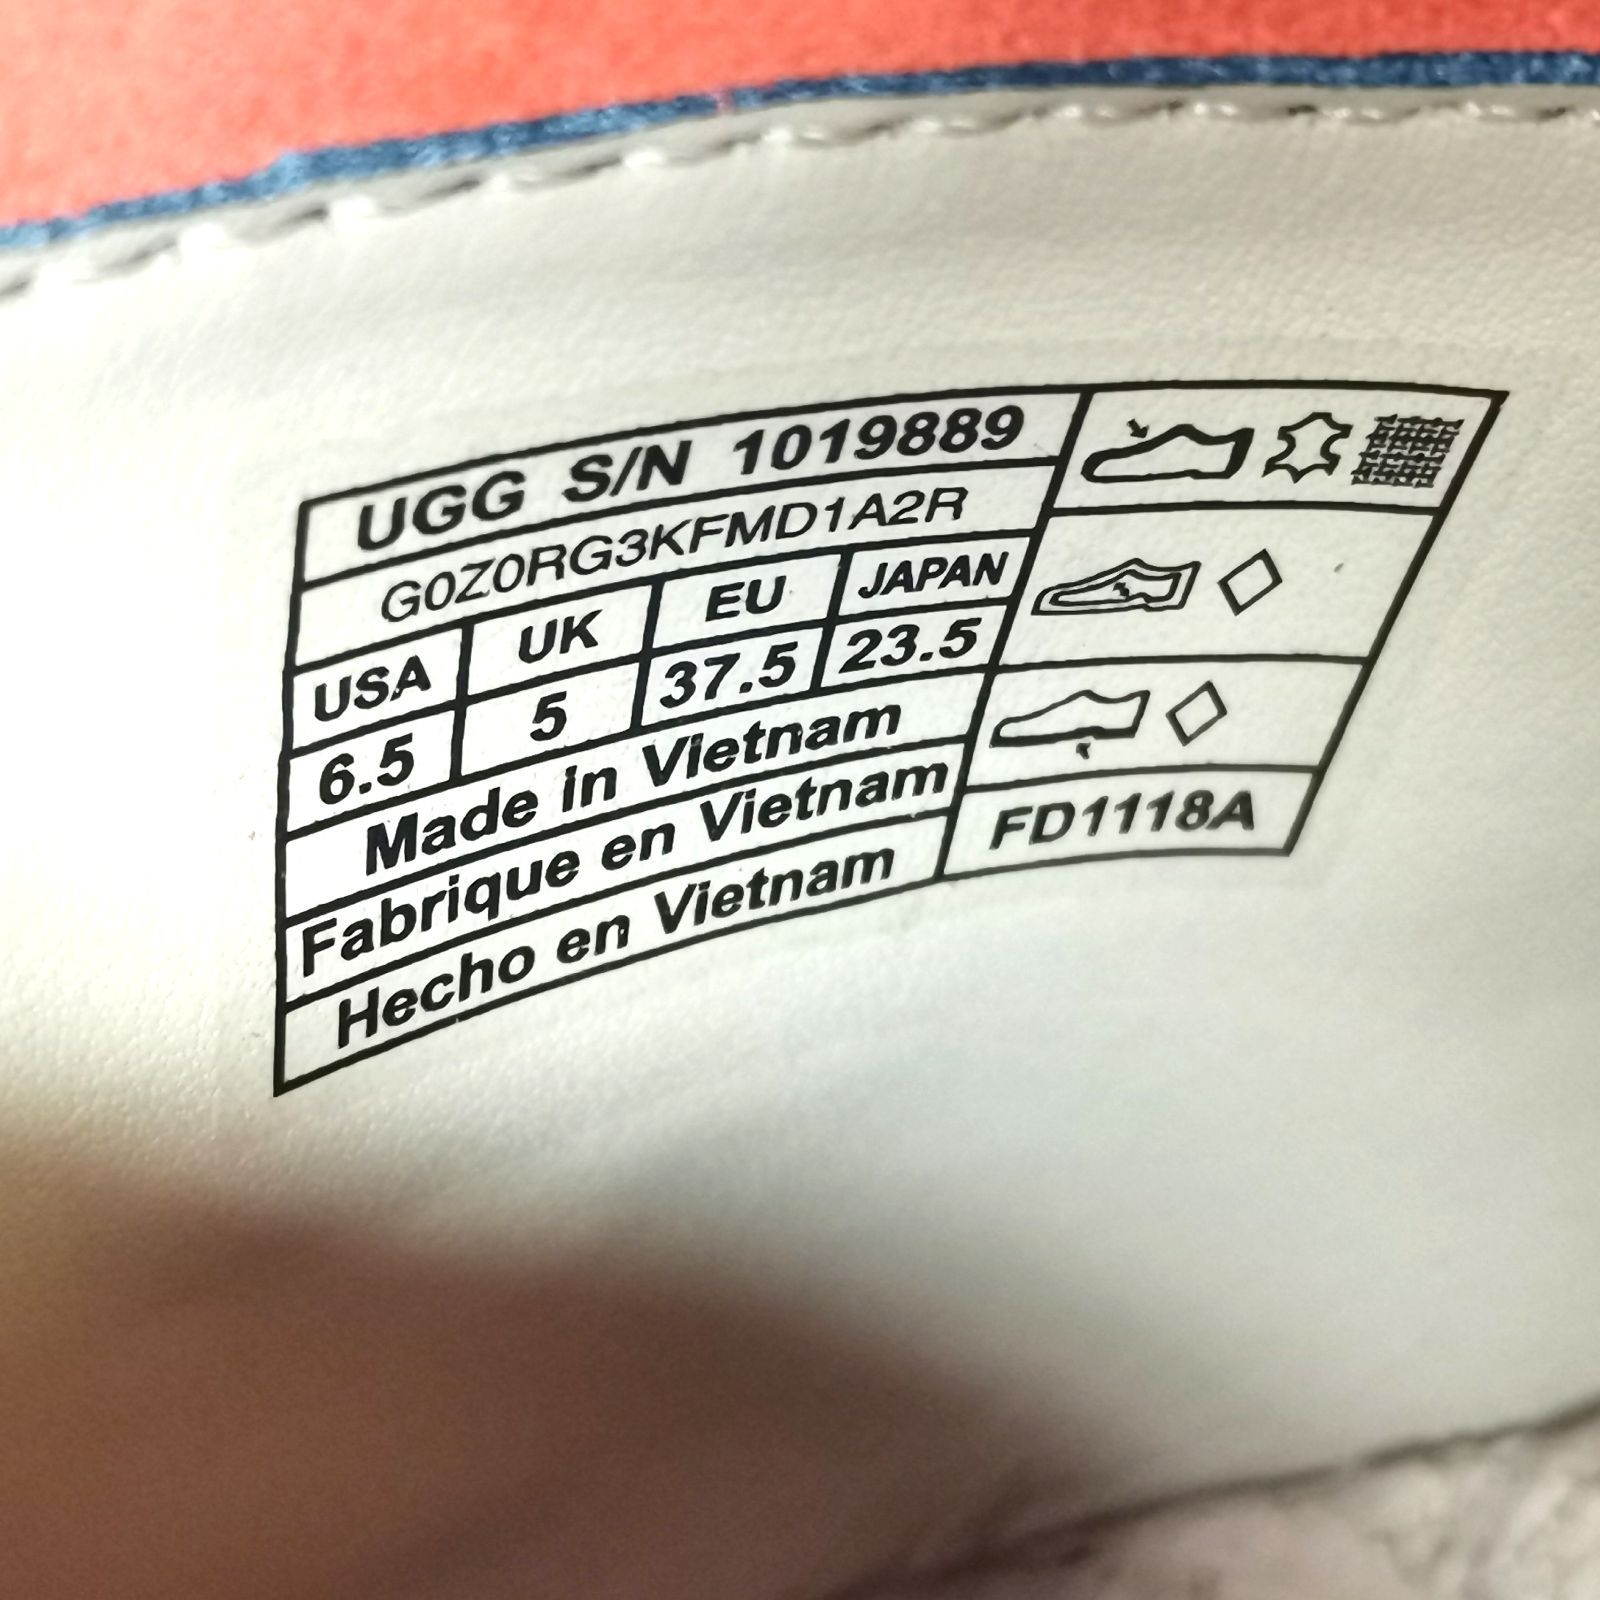 UGG S/N 1019889
G0Z0RG3KFMD1A2R
USA UK EU JAPAN
6.5 5 37.5 23.5
Made in Vietnam
Fabrique en Vietnam
Hecho en Vietnam
FD1118A